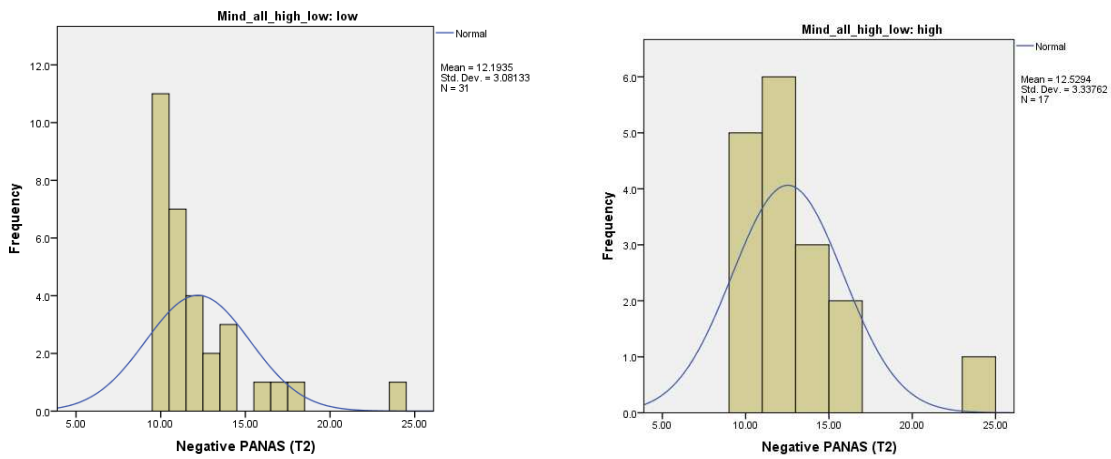 Mind_all_high_low: low
Normal
Mean = 12.1935
Std. Dev. = 3.08133
N = 31
12.0
10.0
8.0
6.0
4.0
2.0
0.0
Frequency
5.00 10.00 15.00 20.00 25.00
Negative PANAS (T2)
Mind_all_high_low: high
Normal
Mean = 12.5294
Std. Dev. = 3.33762
N = 17
6.0
5.0
4.0
3.0
2.0
1.0
0.0
Frequency
5.00 10.00 15.00 20.00 25.00
Negative PANAS (T2)